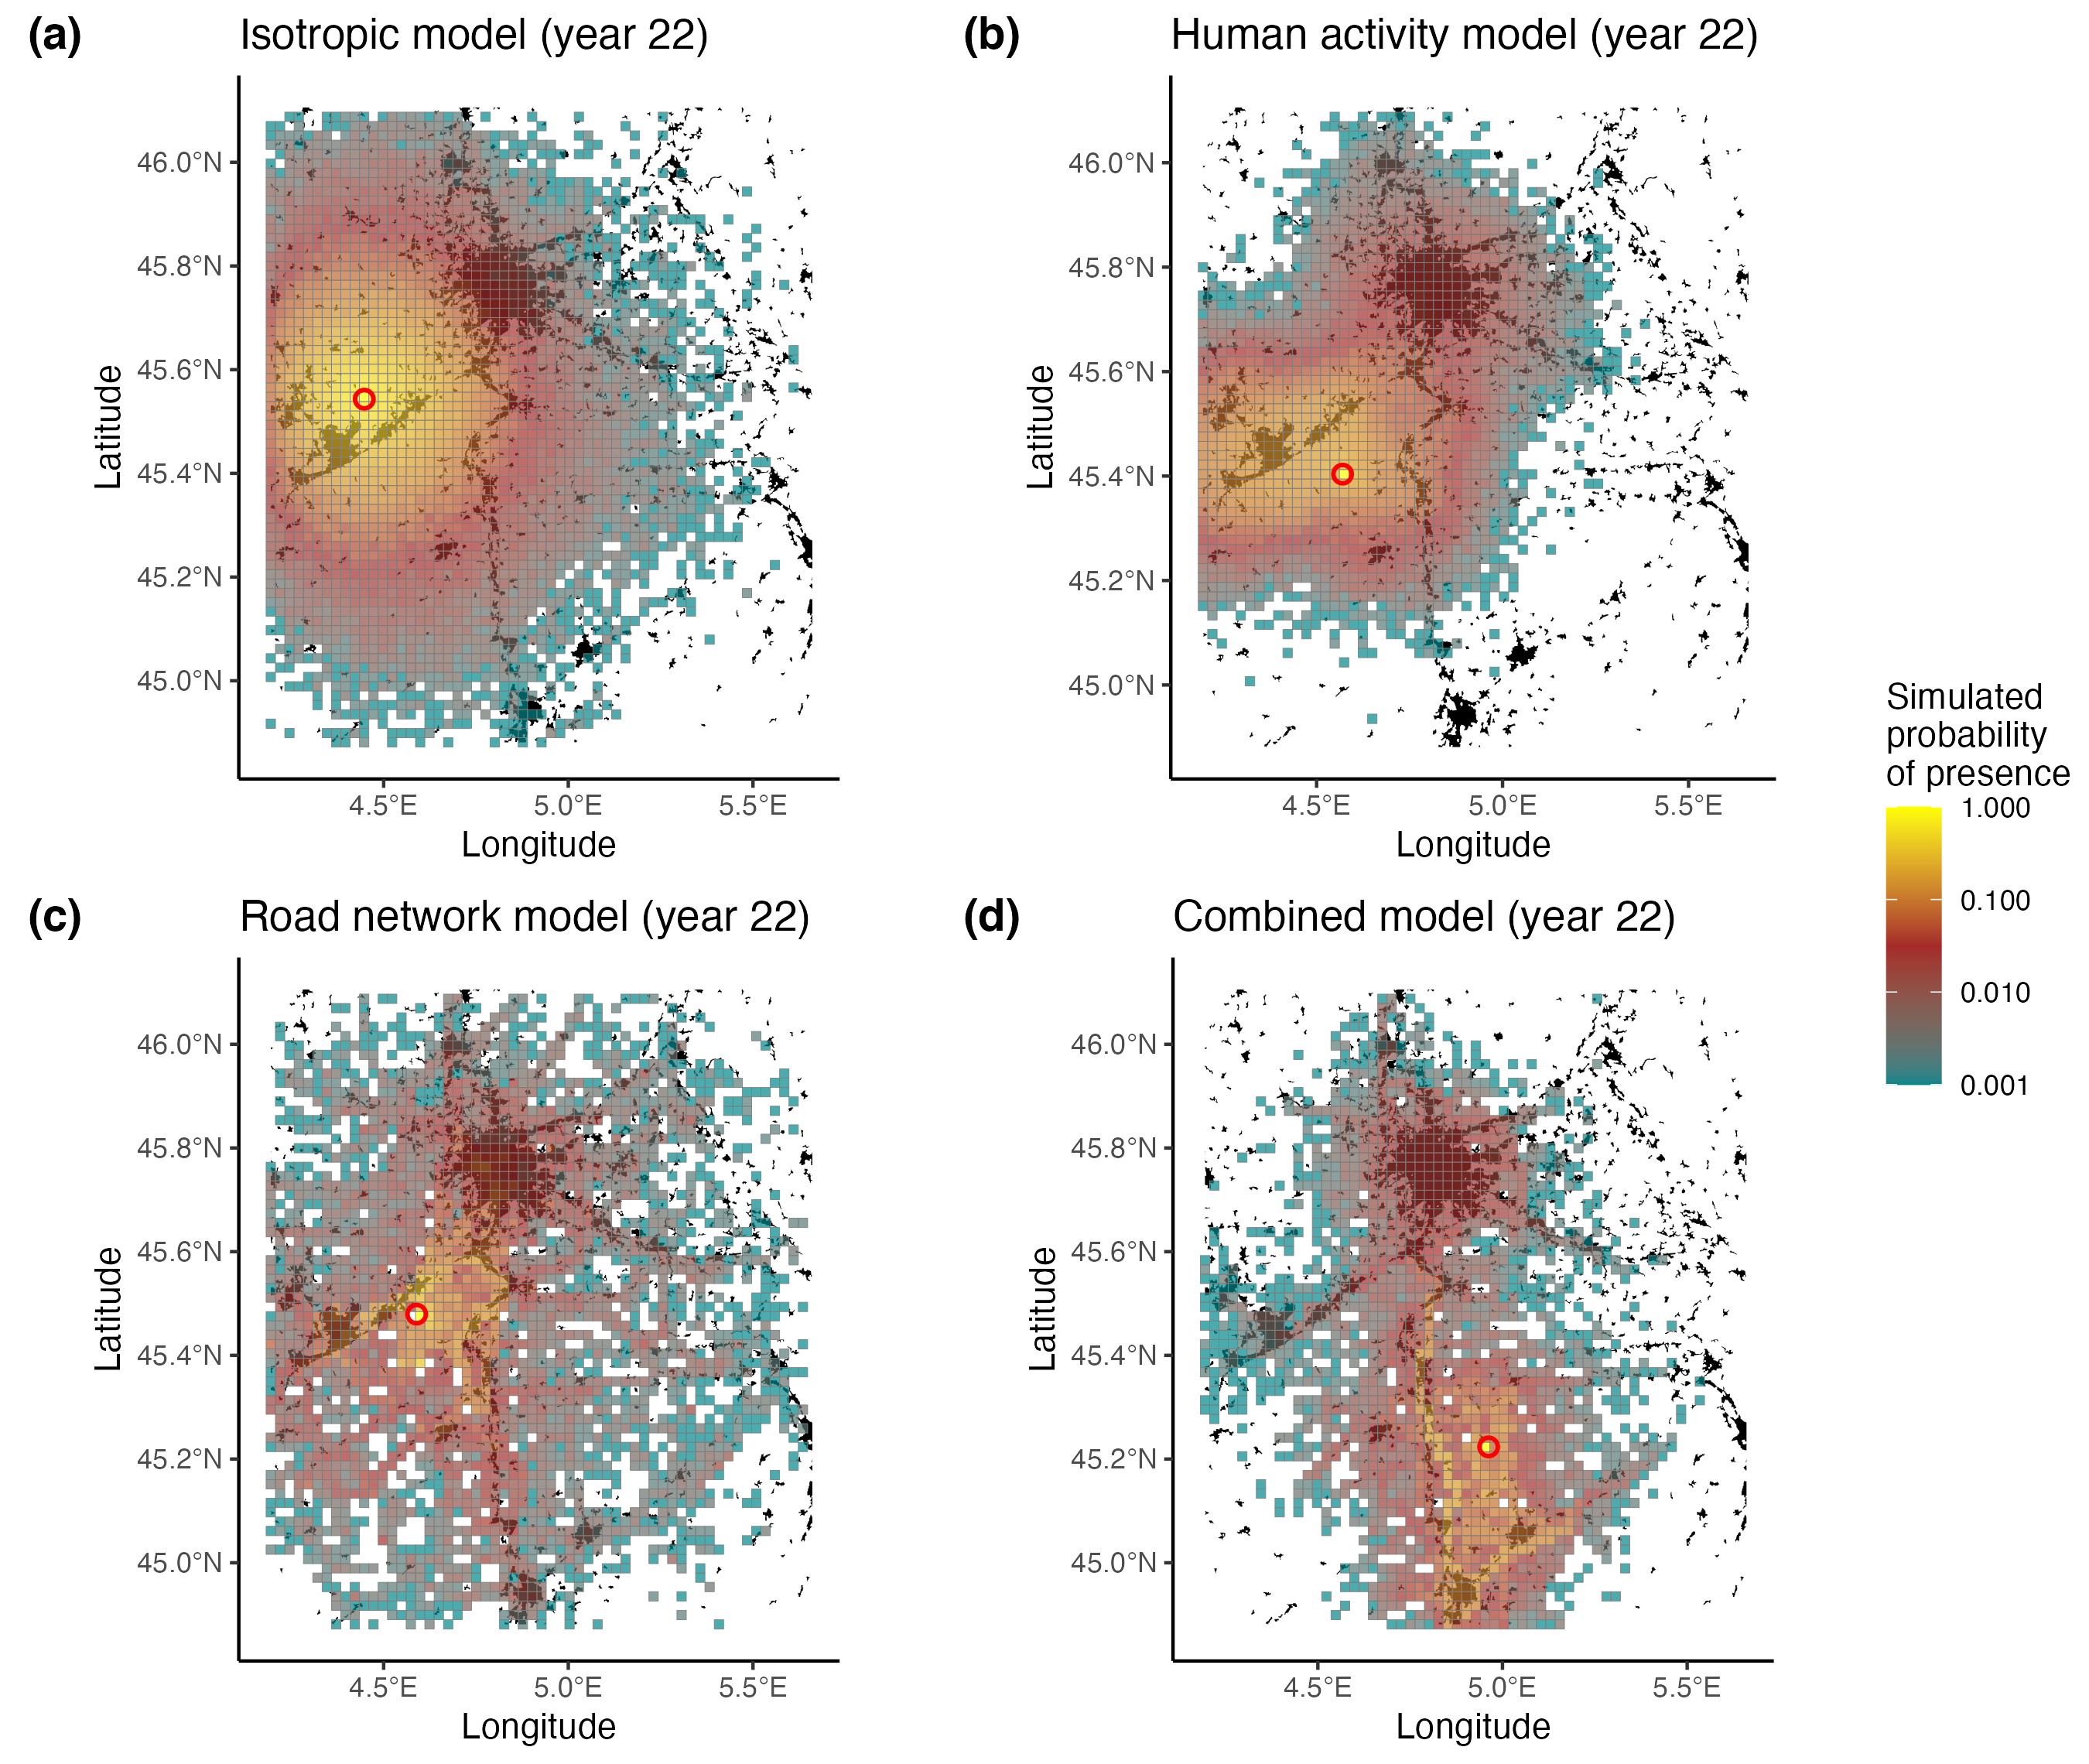 (a) Isotropic model (year 22)
46.0°N
45.8°N
45.6°N
45.4°N
45.2°N
45.0°N
Latitude
4.5°E 5.0°E 5.5°E
Longitude
(b) Human activity model (year 22)
46.0°N
45.8°N
45.6°N
45.4°N
45.2°N
45.0°N
Latitude
4.5°E 5.0°E 5.5°E
Longitude
(c) Road network model (year 22)
46.0°N
45.8°N
45.6°N
45.4°N
45.2°N
45.0°N
Latitude
4.5°E 5.0°E 5.5°E
Longitude
(d) Combined model (year 22)
46.0°N
45.8°N
45.6°N
45.4°N
45.2°N
45.0°N
Latitude
4.5°E 5.0°E 5.5°E
Longitude
Simulated
probability
of presence
1.000
0.100
0.010
0.001